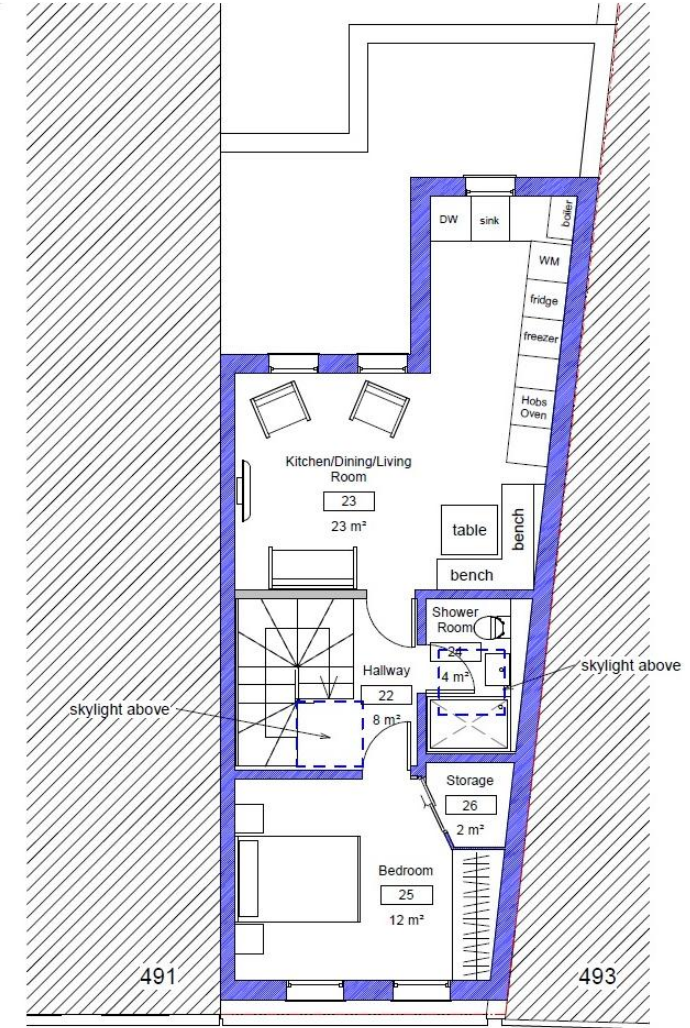 DW
sink
boiler
WM
fridge
freezer
Hobs
Oven
Kitchen/Dining/Living
Room
23
23 m²
table
bench
bench
Shower
Room
24
4 m²
skylight above
Hallway
22
8 m²
skylight above
Storage
26
2 m²
Bedroom
25
12 m²
491
493